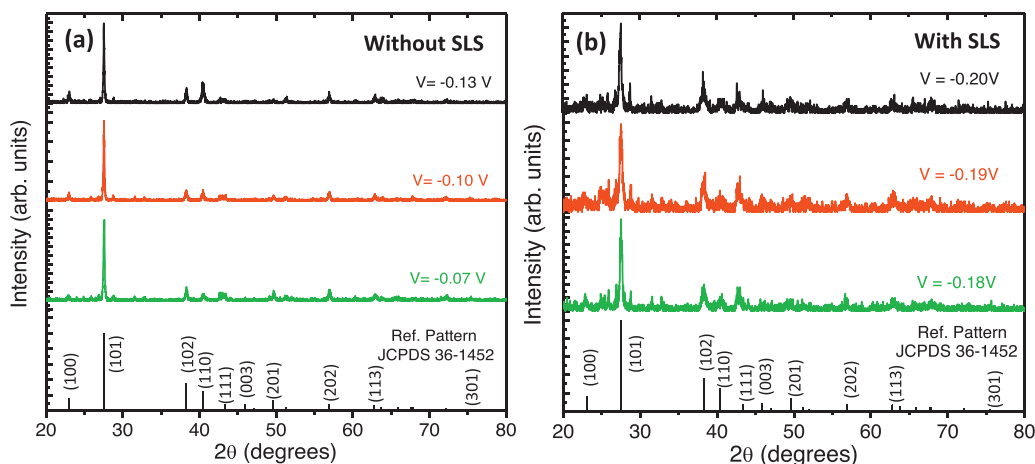 (a)
Without SLS
V= -0.13 V
V= -0.10 V
V= -0.07 V
Ref. Pattern
JCPDS 36-1452
(100)
(101)
(102)
(110)
(111)
(003)
(201)
(202)
(113)
(301)
20 30 40 50 60 70 80
2θ (degrees)
Intensity (arb. units)
(b)
With SLS
V = -0.20V
V = -0.19V
V = -0.18V
Ref. Pattern
JCPDS 36-1452
(100)
(101)
(102)
(110)
(111)
(003)
(201)
(202)
(113)
(301)
20 30 40 50 60 70 80
2θ (degrees)
Intensity (arb. units)